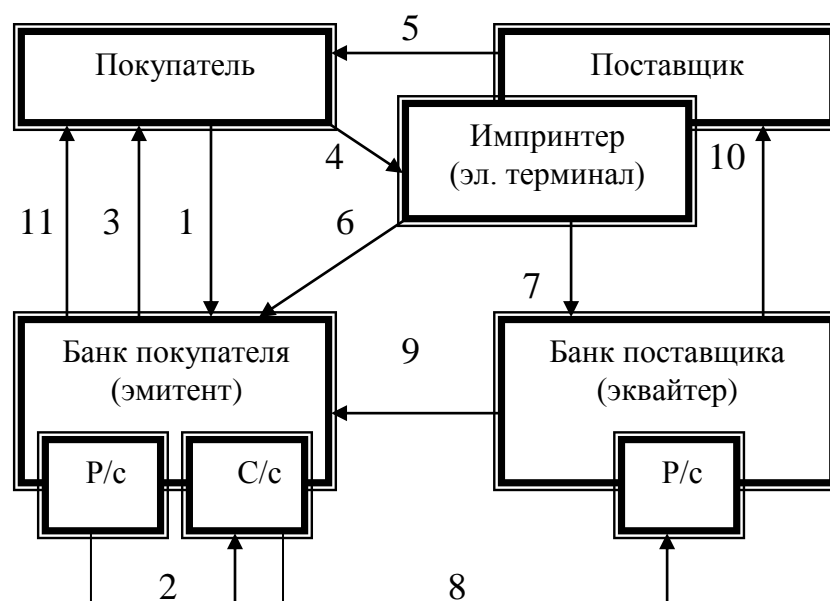 5
Покупатель
Поставщик
Импринтер
(эл. терминал)
4
10
11
3
1
6
7
Банк покупателя
(эмитент)
9
Банк поставщика
(эквайтер)
Р/с
С/с
Р/с
2
8